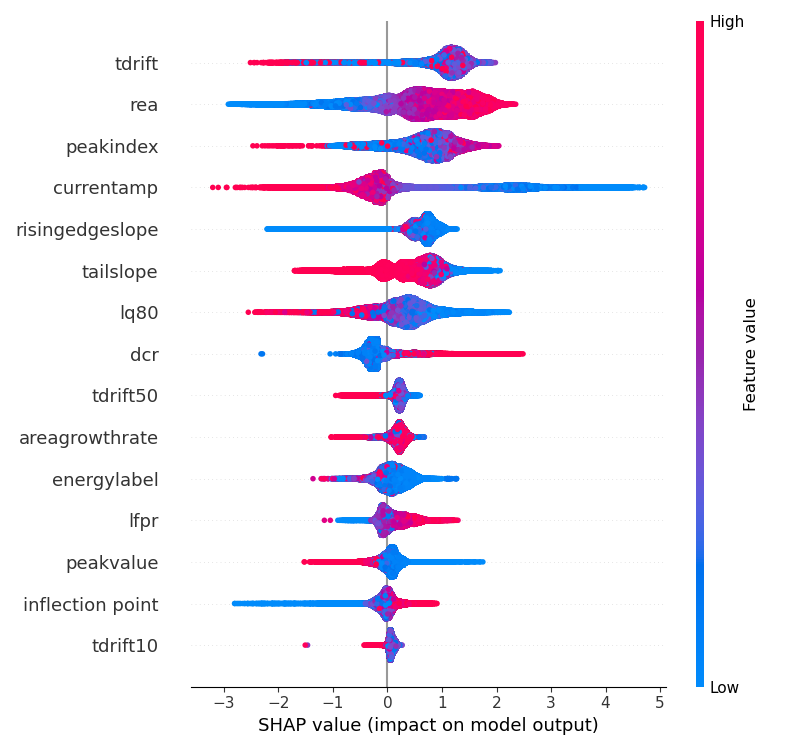 High
tdrift
rea
peakindex
currentamp
risingedgeslope
tailslope
lq80
dcr
tdrift50
areagrowthrate
energylabel
lfpr
peakvalue
inflection point
tdrift10
Feature value
Low
−3 −2 −1 0 1 2 3 4 5
SHAP value (impact on model output)